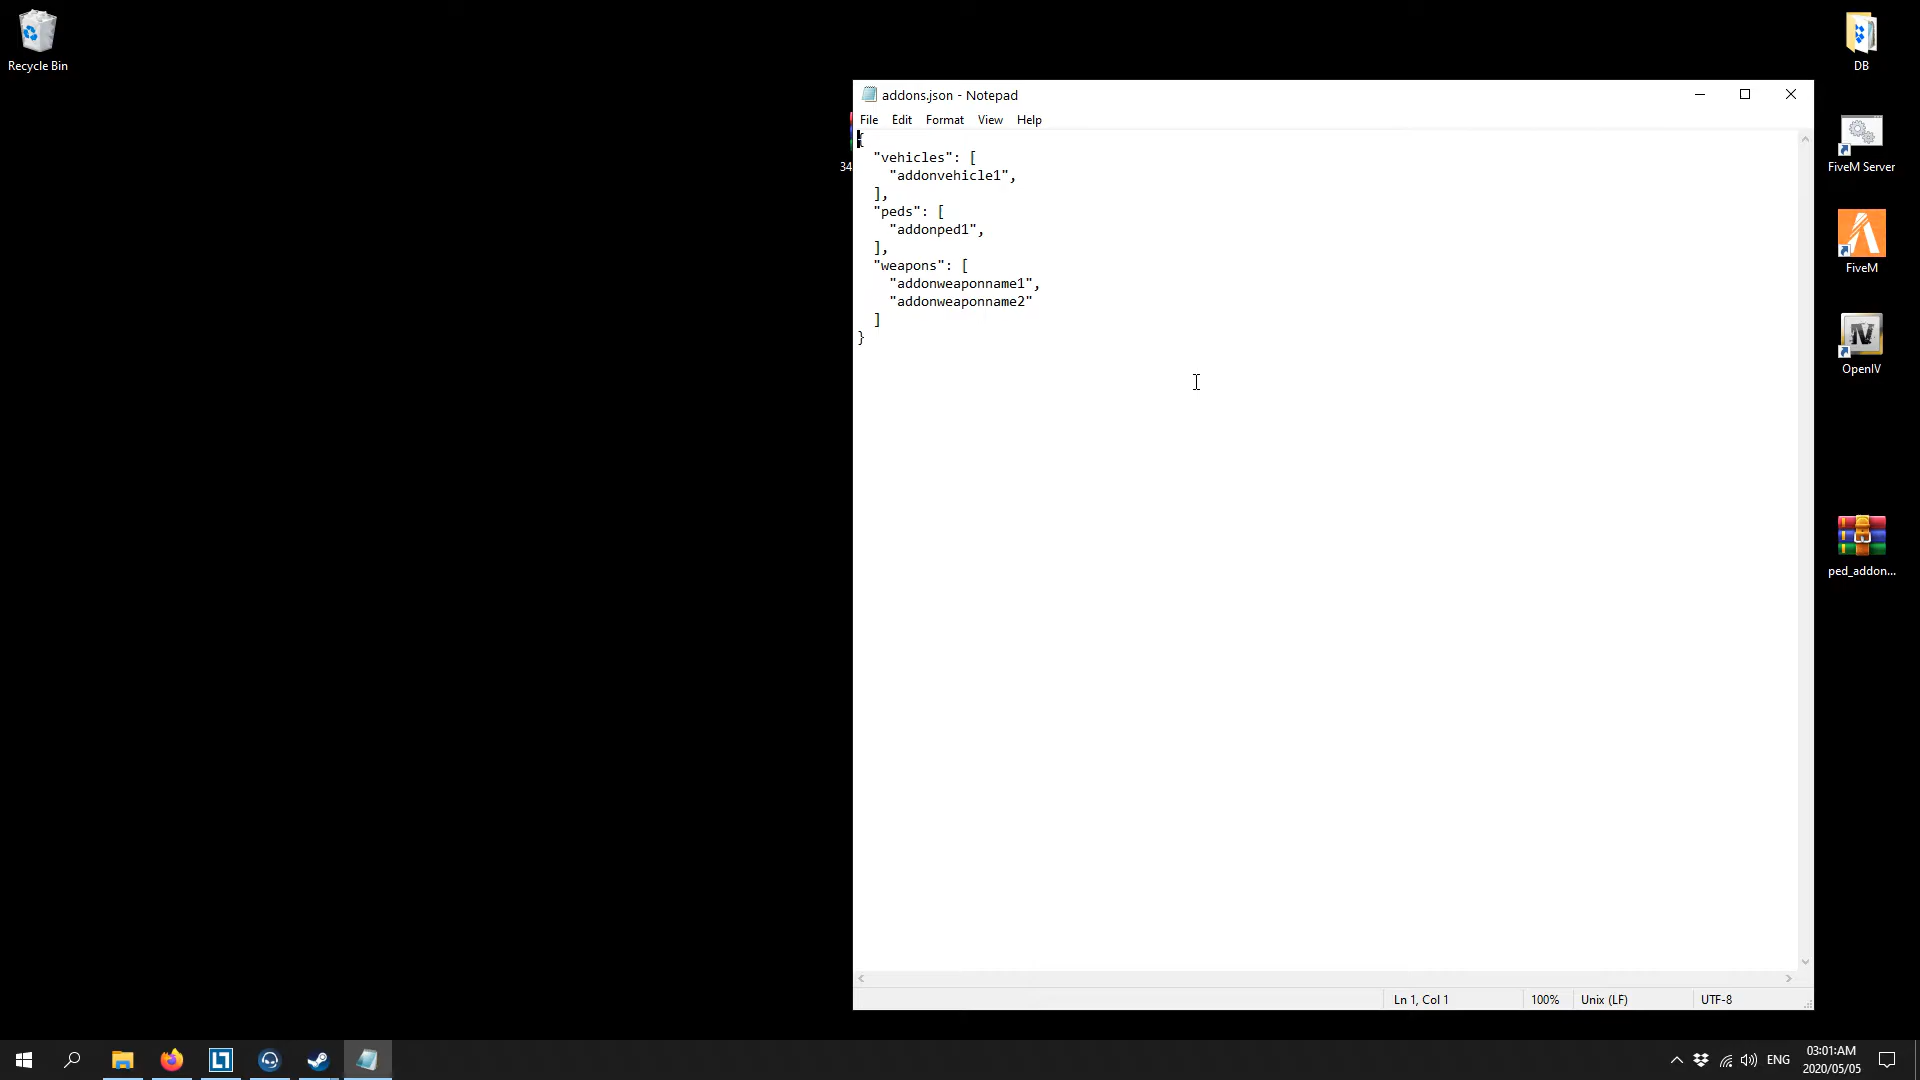 Recycle Bin
DB
FiveM Server
FiveM
OpenIV
ped_addon...
34
addons.json - Notepad
File Edit Format View Help
{
"vehicles": [
"addonvehicle1",
],
"peds": [
"addonped1",
],
"weapons": [
"addonweaponname1",
"addonweaponname2"
]
}
Ln 1, Col 1 100% Unix (LF) UTF-8
ENG
03:01:AM
2020/05/05